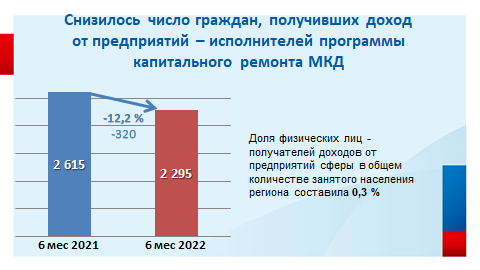 Снизилось число граждан, получивших доход
от предприятий – исполнителей программы
капитального ремонта МКД
-12,2 %
-320
2 615
2 295
6 мес 2021
6 мес 2022
Доля физических лиц -
получателей доходов от
предприятий сферы в общем
количестве занятого населения
региона составила 0,3 %